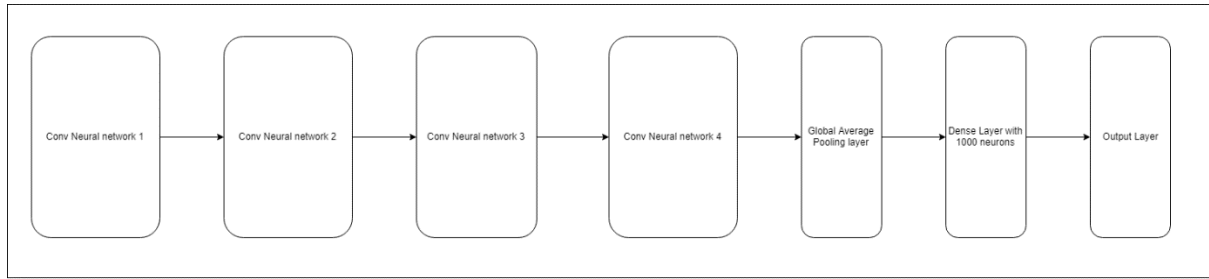 Conv Neural network 1
Conv Neural network 2
Conv Neural network 3
Conv Neural network 4
Global Average
Pooling layer
Dense Layer with
1000 neurons
Output Layer